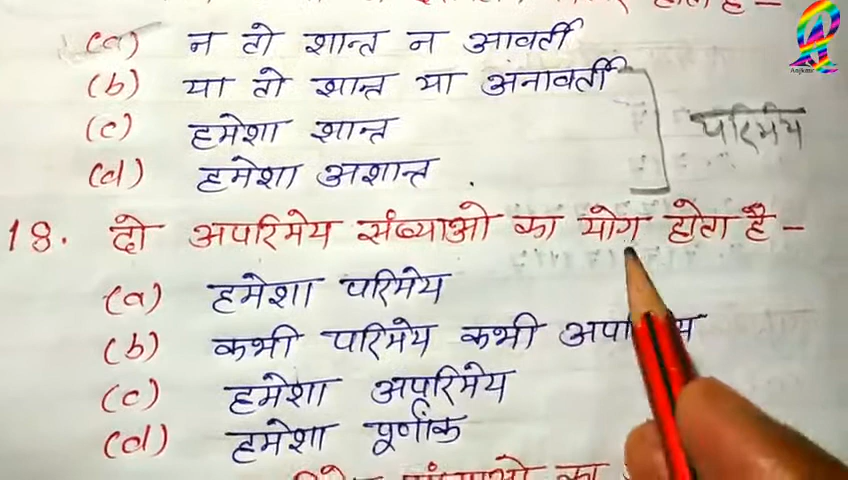 (a) न तो शान्त न आवर्ती
(b) या तो शान्त या अनावर्ती
(c) हमेशा शान्त
परिमेय
(d) हमेशा अशान्त
18. दो अपरिमेय संख्याओ का योग होता है -
(a) हमेशा परिमेय
(b) कभी परिमेय कभी
(c) हमेशा अपरिमेय
(d) हमेशा पूर्णांक
संख्याओ का